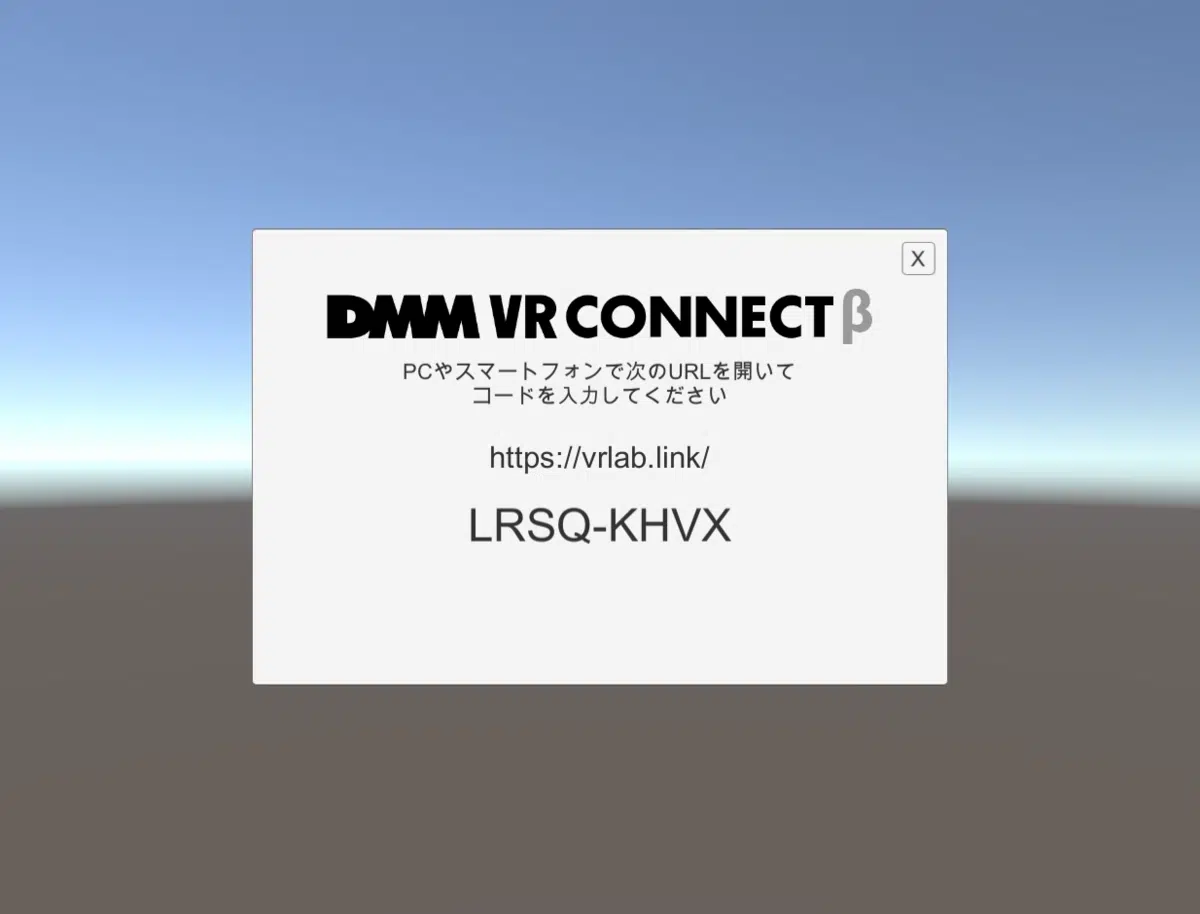 X
DMM VR CONNECT β
PCやスマートフォンで次のURLを開いて
コードを入力してください
https://vrlab.link/
LRSQ-KHVX